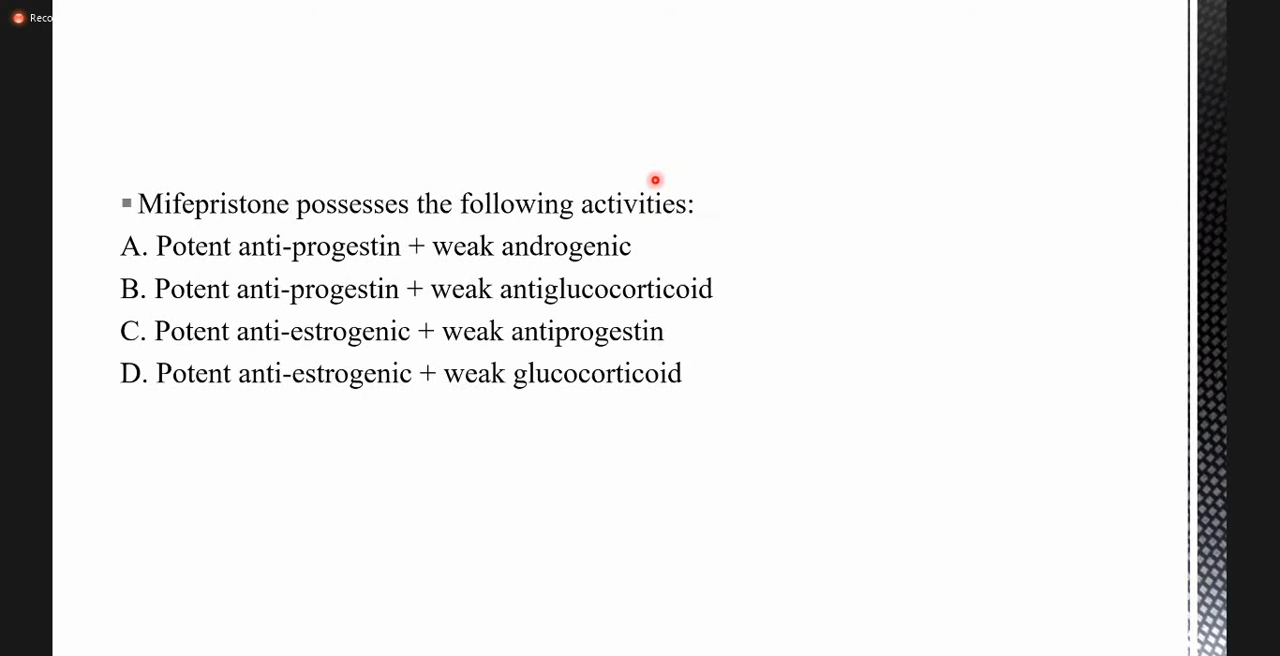 Reco
▪ Mifepristone possesses the following activities:
A. Potent anti-progestin + weak androgenic
B. Potent anti-progestin + weak antiglucocorticoid
C. Potent anti-estrogenic + weak antiprogestin
D. Potent anti-estrogenic + weak glucocorticoid